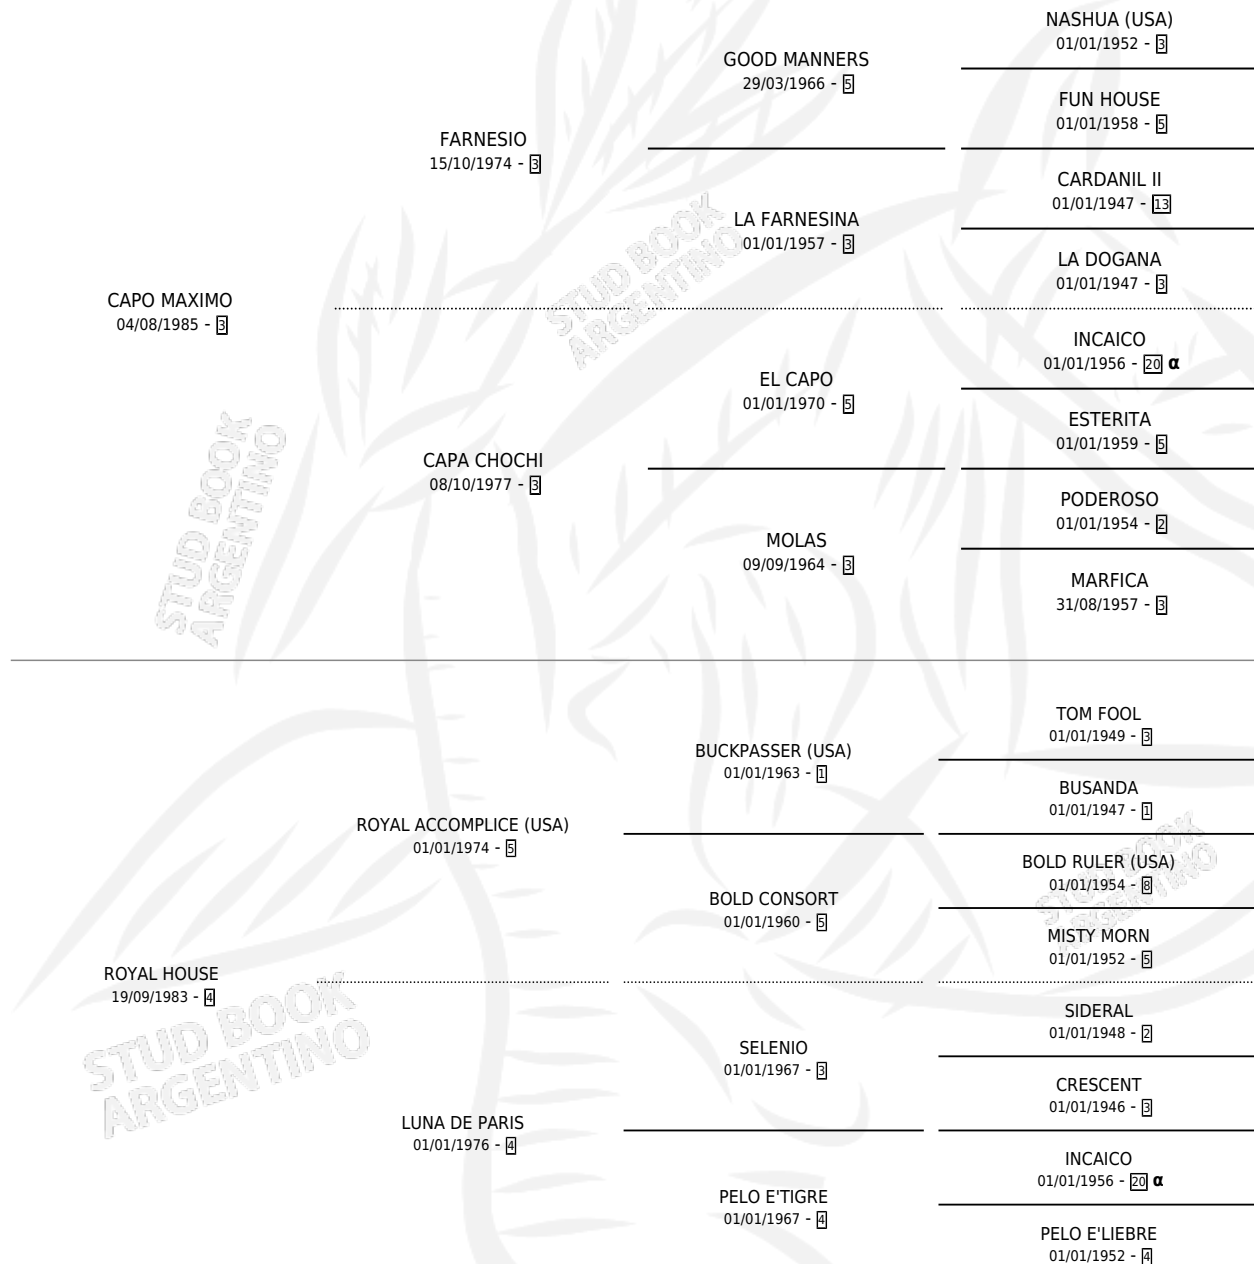 NASHUA (USA)
01/01/1952 - 3
GOOD MANNERS
29/03/1966 - 5
FUN HOUSE
01/01/1958 - 5
FARNESIO
15/10/1974 - 3
CARDANIL II
01/01/1947 - 13
LA FARNESINA
01/01/1957 - 3
LA DOGANA
01/01/1947 - 3
CAPO MAXIMO
04/08/1985 - 3
INCAICO
01/01/1956 - 20 α
EL CAPO
01/01/1970 - 5
ESTERITA
01/01/1959 - 5
CAPA CHOCHI
08/10/1977 - 3
PODEROSO
01/01/1954 - 2
MOLAS
09/09/1964 - 3
MARFICA
31/08/1957 - 3
TOM FOOL
01/01/1949 - 3
BUCKPASSER (USA)
01/01/1963 - 1
BUSANDA
01/01/1947 - 1
ROYAL ACCOMPLICE (USA)
01/01/1974 - 5
BOLD RULER (USA)
01/01/1954 - 8
BOLD CONSORT
01/01/1960 - 5
MISTY MORN
01/01/1952 - 5
ROYAL HOUSE
19/09/1983 - 4
SIDERAL
01/01/1948 - 2
SELENIO
01/01/1967 - 3
CRESCENT
01/01/1946 - 3
LUNA DE PARIS
01/01/1976 - 4
INCAICO
01/01/1956 - 20 α
PELO E'TIGRE
01/01/1967 - 4
PELO E'LIEBRE
01/01/1952 - 4
STUD BOOK
ARGENTINO
STUD BOOK
ARGENTINO
STUD BOOK
ARGENTINO
STUD BOOK
ARGENTINO